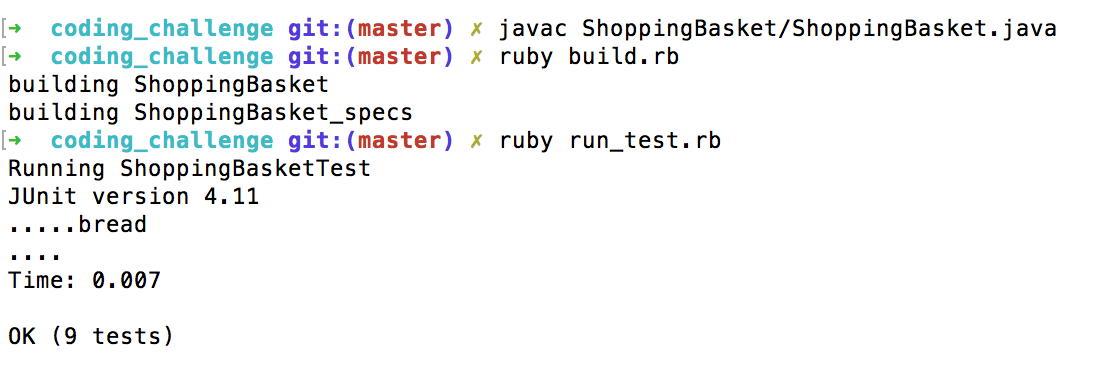 [➜  coding_challenge git:(master) ✗ javac ShoppingBasket/ShoppingBasket.java
[➜  coding_challenge git:(master) ✗ ruby build.rb
building ShoppingBasket
building ShoppingBasket_specs
[➜  coding_challenge git:(master) ✗ ruby run_test.rb
Running ShoppingBasketTest
JUnit version 4.11
.....bread
....
Time: 0.007
OK (9 tests)